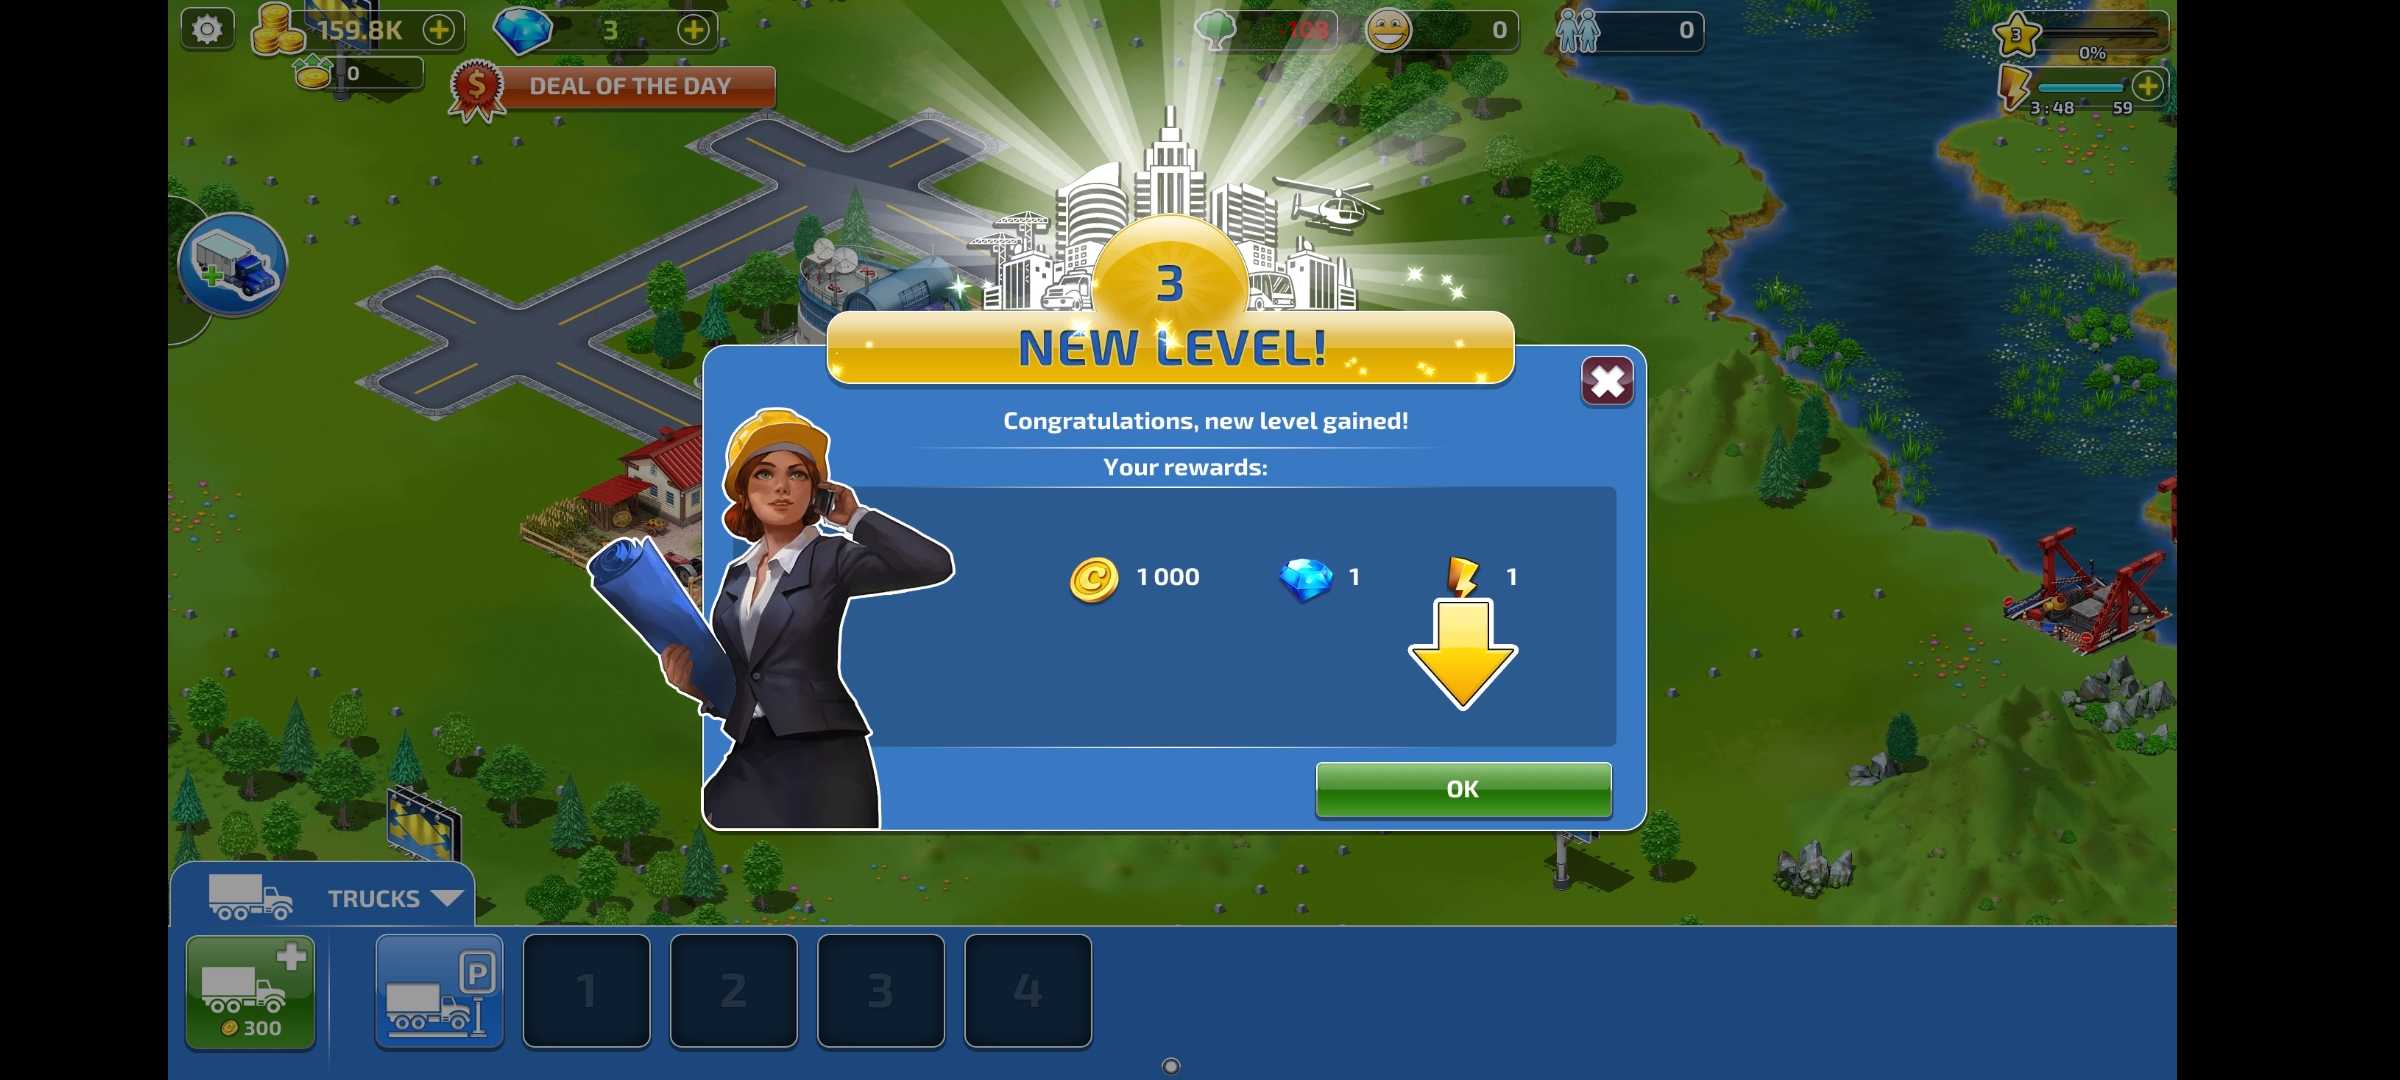 159.8K
3
-108
0
0
3
0%
0
DEAL OF THE DAY
3:48
59
3
NEW LEVEL!
Congratulations, new level gained!
Your rewards:
1 000
1
1
OK
TRUCKS
P
300
1
2
3
4